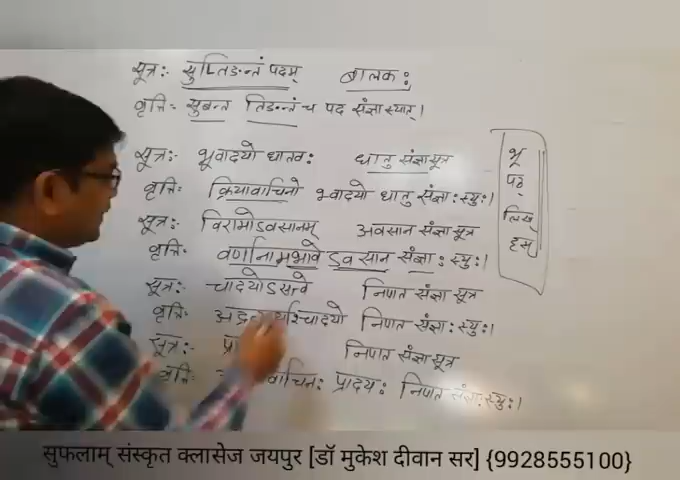 सूत्र:- सुप्तिङन्तं पदम् बालक:
वृत्ति:- सुबन्त तिङन्तं च पद संज्ञा स्यात्।
सूत्र:- भूवादयो धातव: धातु संज्ञा सूत्र
वृत्ति:- क्रियावाचिनो भ्वादयो धातु संज्ञा: स्यु:।
सूत्र:- विरामोऽवसानम् अवसान संज्ञा सूत्र
वृत्ति:- वर्णानामभावे ऽवसान संज्ञा: स्यु:।
सूत्र:- चादयोऽसत्वे निपात संज्ञा सूत्र
वृत्ति:- निपात संज्ञा: स्यु:।
सूत्र:- निपात संज्ञा सूत्र
वृत्ति:- प्रादय: निपात संज्ञा: स्यु:।
भू
पठ्
लिख्
हस्
सुफलाम् संस्कृत क्लासेज जयपुर [डॉ मुकेश दीवान सर] {9928555100}